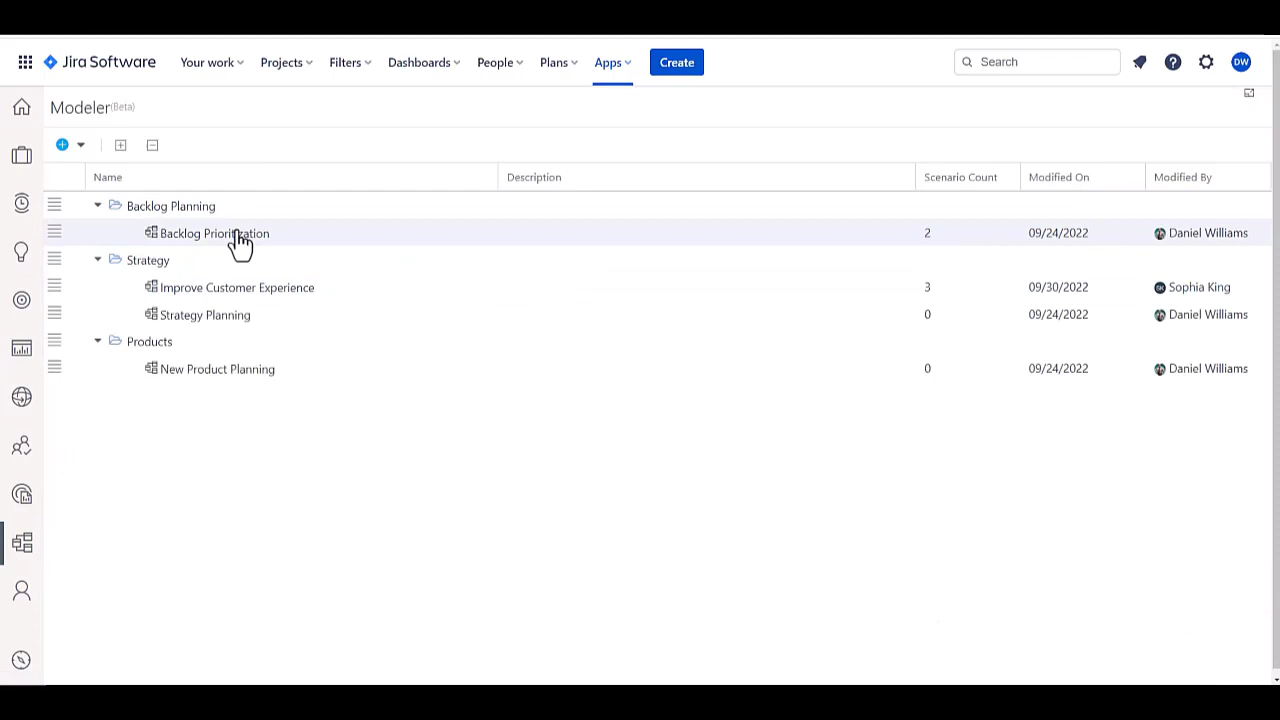 Jira Software Your work Projects Filters Dashboards People Plans Apps Create Search DW
Modeler(Beta)
Name Description Scenario Count Modified On Modified By
Backlog Planning
Backlog Prioritization 2 09/24/2022 Daniel Williams
Strategy
Improve Customer Experience 3 09/30/2022 SK Sophia King
Strategy Planning 0 09/24/2022 Daniel Williams
Products
New Product Planning 0 09/24/2022 Daniel Williams